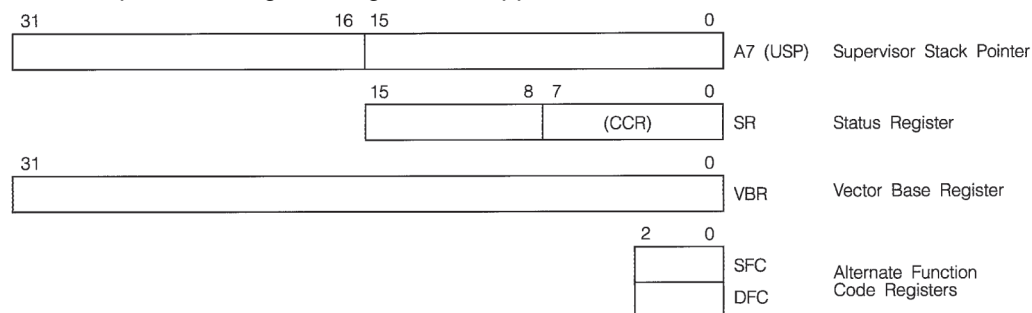 31 16 15 0
A7 (USP) Supervisor Stack Pointer
15 8 7 0
(CCR) SR Status Register
31 0
VBR Vector Base Register
2 0
SFC Alternate Function
DFC Code Registers